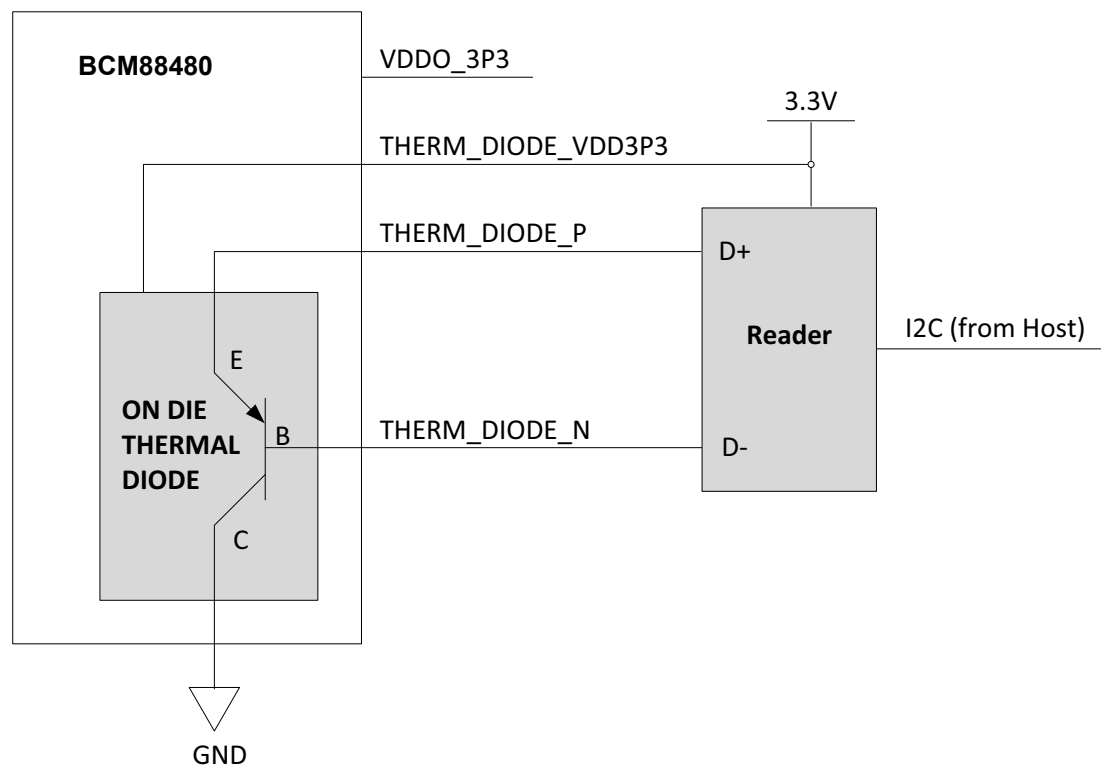 BCM88480
VDDO_3P3
3.3V
THERM_DIODE_VDD3P3
THERM_DIODE_P
D+
Reader
I2C (from Host)
E
ON DIE
THERMAL
DIODE
B
THERM_DIODE_N
D-
C
GND